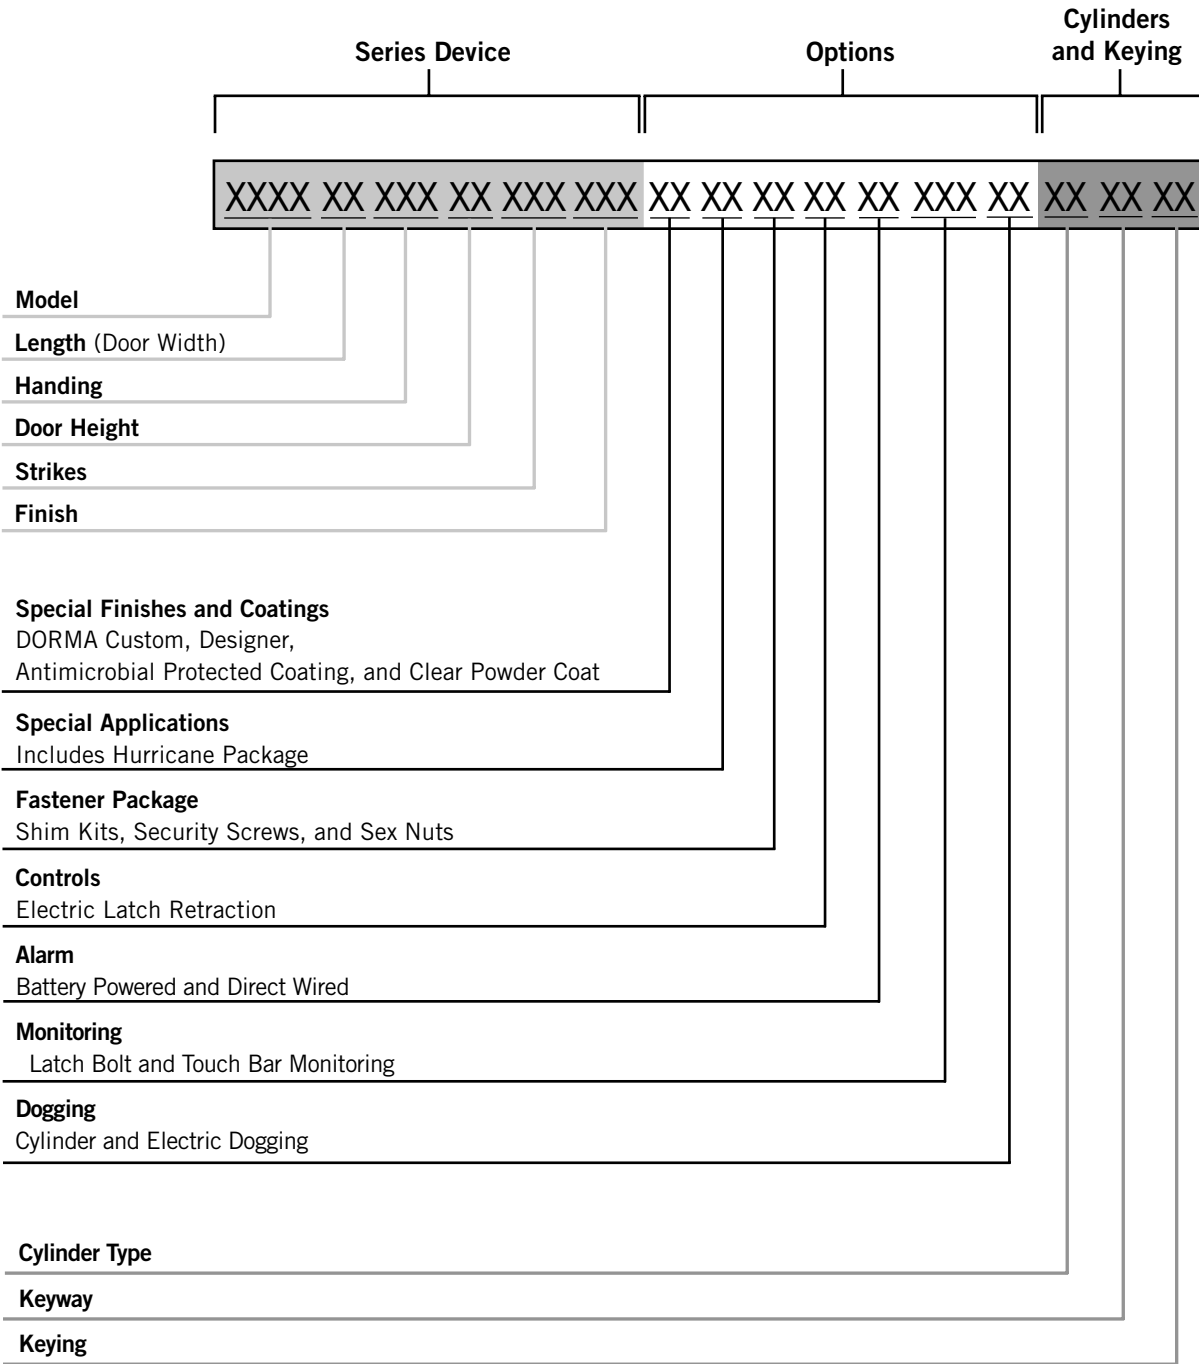 Cylinders
Series Device Options and Keying
XXXX XX XXX XX XXX XXX XX XX XX XX XX XXX XX XX XX XX
Model
Length (Door Width)
Handing
Door Height
Strikes
Finish
Special Finishes and Coatings
DORMA Custom, Designer,
Antimicrobial Protected Coating, and Clear Powder Coat
Special Applications
Includes Hurricane Package
Fastener Package
Shim Kits, Security Screws, and Sex Nuts
Controls
Electric Latch Retraction
Alarm
Battery Powered and Direct Wired
Monitoring
Latch Bolt and Touch Bar Monitoring
Dogging
Cylinder and Electric Dogging
Cylinder Type
Keyway
Keying